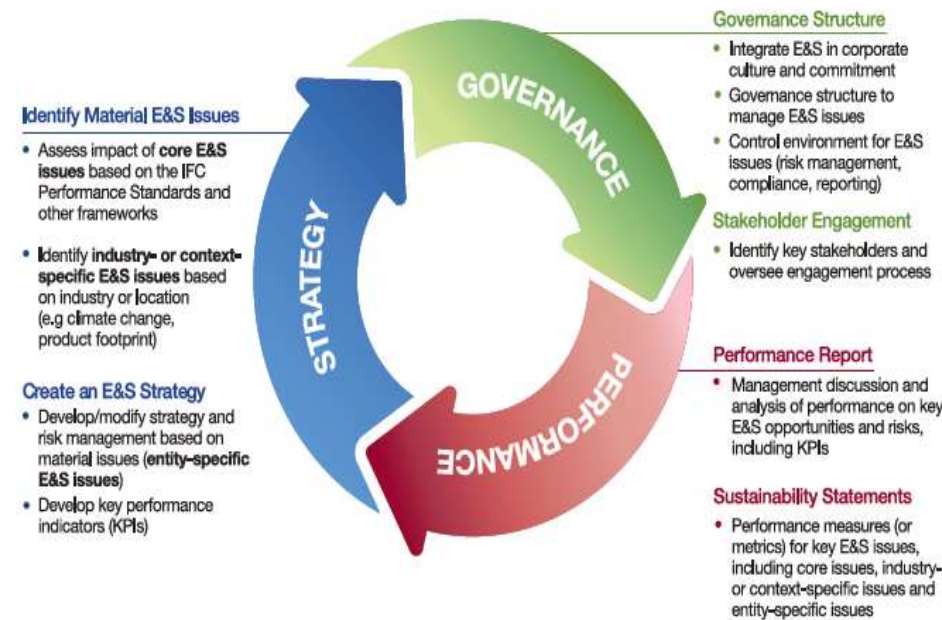 Identify Material E&S Issues
• Assess impact of core E&S
issues based on the IFC
Performance Standards and
other frameworks
• Identify industry- or context-
specific E&S issues based
on industry or location
(e.g climate change,
product footprint)
Create an E&S Strategy
• Develop/modify strategy and
risk management based on
material issues (entity-specific
E&S issues)
• Develop key performance
indicators (KPIs)
STRATEGY
GOVERNANCE
PERFORMANCE
Governance Structure
• Integrate E&S in corporate
culture and commitment
• Governance structure to
manage E&S issues
• Control environment for E&S
issues (risk management,
compliance, reporting)
Stakeholder Engagement
• Identify key stakeholders and
oversee engagement process
Performance Report
• Management discussion and
analysis of performance on key
E&S opportunities and risks,
including KPIs
Sustainability Statements
• Performance measures (or
metrics) for key E&S issues,
including core issues, industry-
or context-specific issues and
entity-specific issues